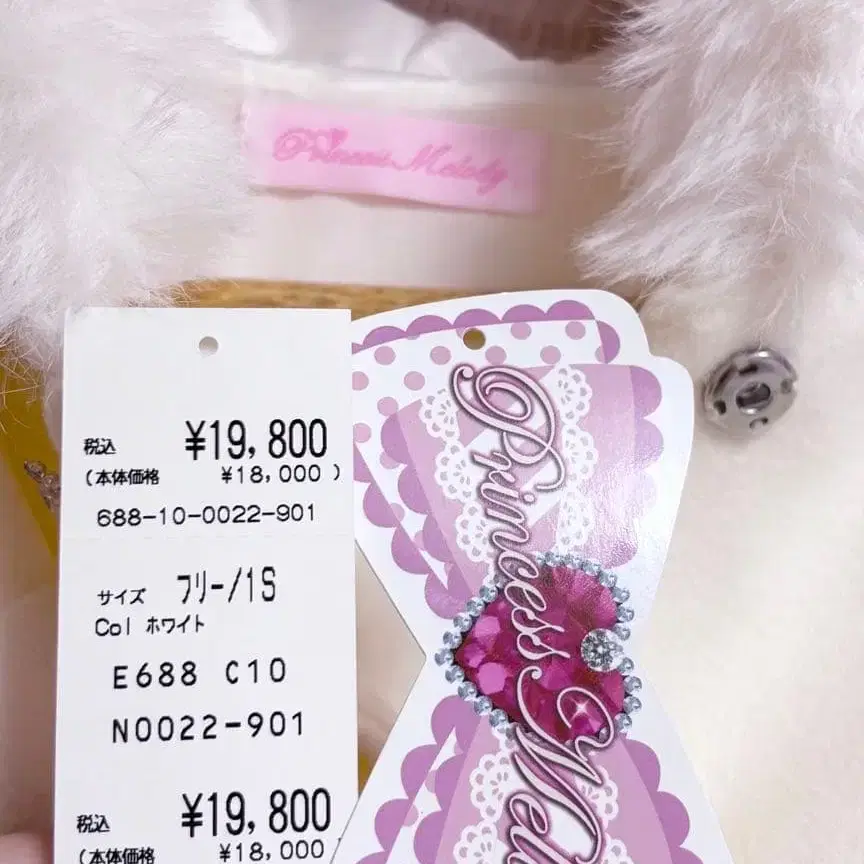 Princess Melody
税込 ¥19,800
(本体価格 ¥18,000 )
688-10-0022-901
サイズ フリー/1S
Col ホワイト
E688 C10
N0022-901
税込 ¥19,800
(本体価格 ¥18,000
Princess Mel